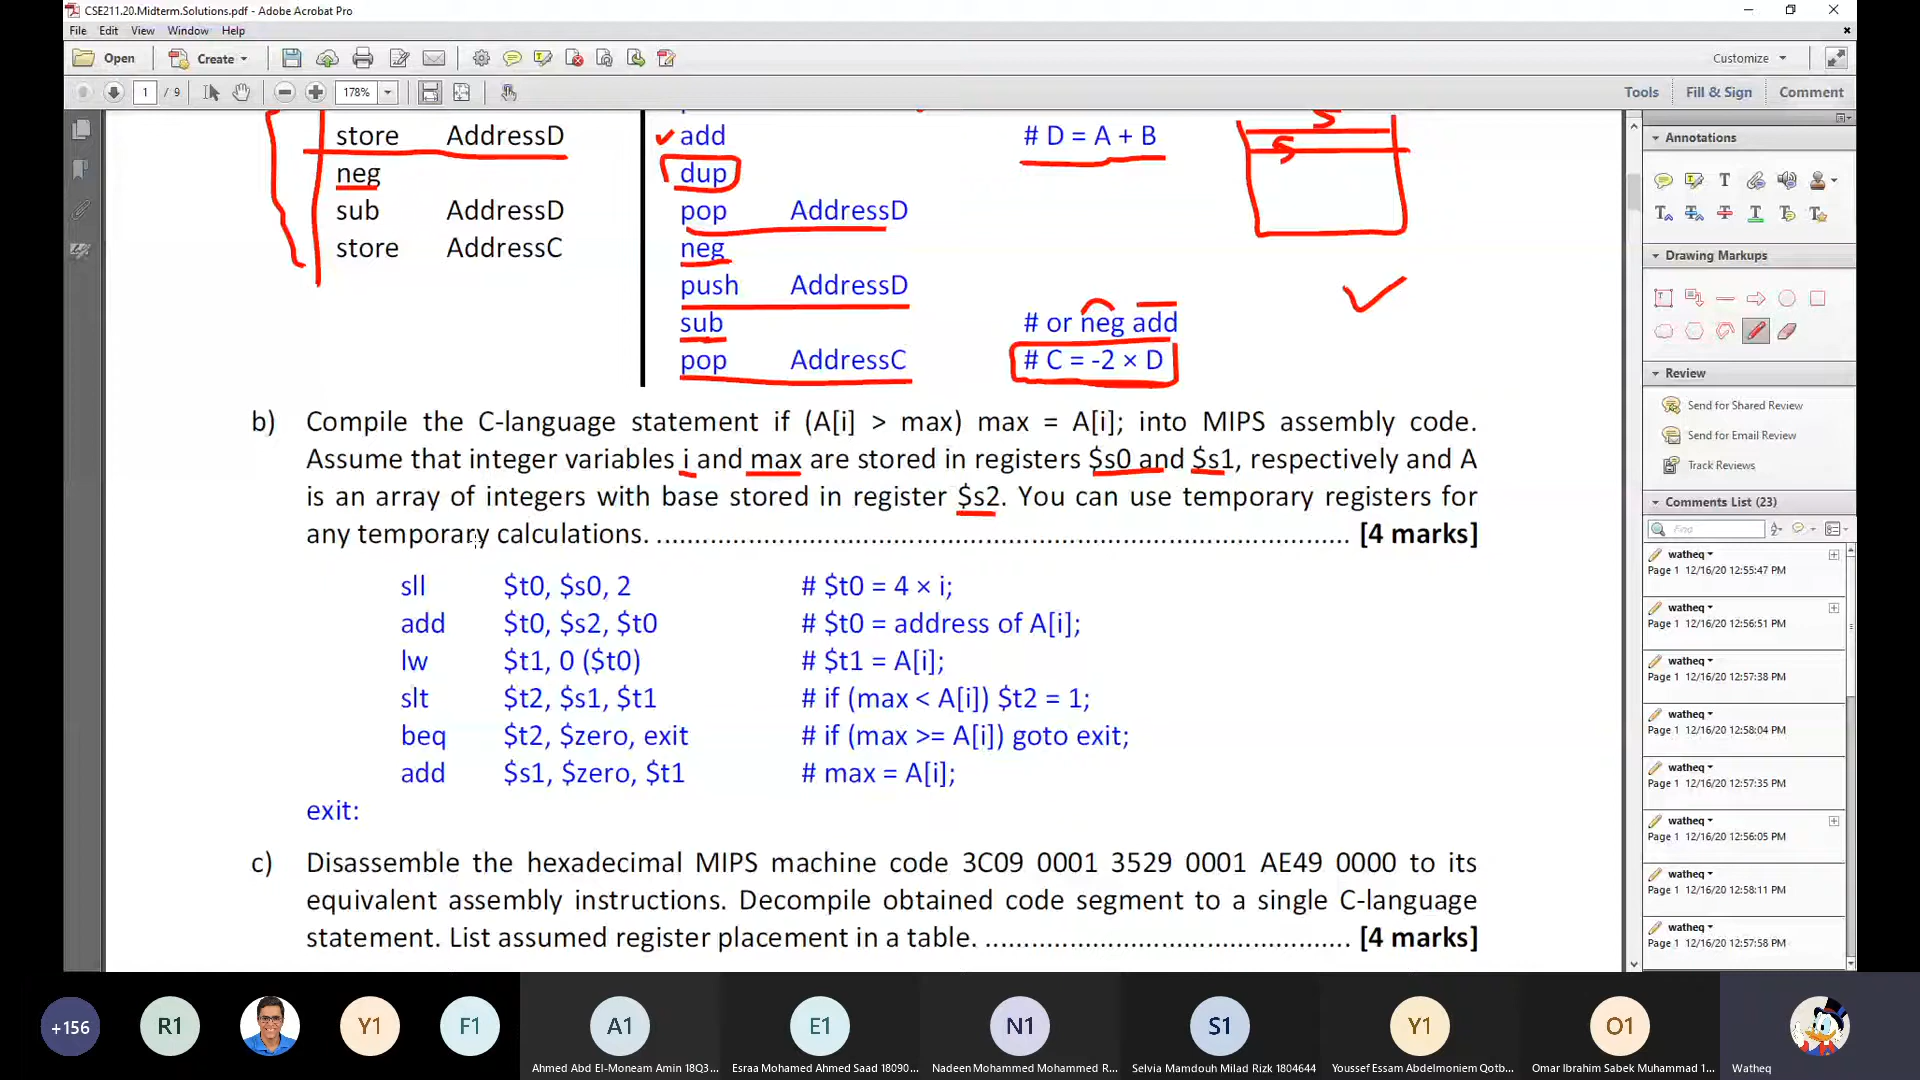 CSE211.20.Midterm.Solutions.pdf - Adobe Acrobat Pro
File Edit View Window Help
Open Create Customize
1 / 9 178% Tools Fill & Sign Comment
store AddressD
neg
sub AddressD
store AddressC
add # D = A + B
dup
pop AddressD
neg
push AddressD
sub # or neg add
pop AddressC # C = -2 × D
b) Compile the C-language statement if (A[i] > max) max = A[i]; into MIPS assembly code.
Assume that integer variables i and max are stored in registers $s0 and $s1, respectively and A
is an array of integers with base stored in register $s2. You can use temporary registers for
any temporary calculations. .......................................................................................... [4 marks]
sll $t0, $s0, 2 # $t0 = 4 × i;
add $t0, $s2, $t0 # $t0 = address of A[i];
lw $t1, 0 ($t0) # $t1 = A[i];
slt $t2, $s1, $t1 # if (max < A[i]) $t2 = 1;
beq $t2, $zero, exit # if (max >= A[i]) goto exit;
add $s1, $zero, $t1 # max = A[i];
exit:
c) Disassemble the hexadecimal MIPS machine code 3C09 0001 3529 0001 AE49 0000 to its
equivalent assembly instructions. Decompile obtained code segment to a single C-language
statement. List assumed register placement in a table. ............................................... [4 marks]
Annotations
Drawing Markups
Review
Send for Shared Review
Send for Email Review
Track Reviews
Comments List (23)
Find
watheq
Page 1 12/16/20 12:55:47 PM
watheq
Page 1 12/16/20 12:56:51 PM
watheq
Page 1 12/16/20 12:57:38 PM
watheq
Page 1 12/16/20 12:58:04 PM
watheq
Page 1 12/16/20 12:57:35 PM
watheq
Page 1 12/16/20 12:56:05 PM
watheq
Page 1 12/16/20 12:58:11 PM
watheq
Page 1 12/16/20 12:57:58 PM
+156 R1 Y1 F1 A1 E1 N1 S1 Y1 O1
Ahmed Abd El-Moneam Amin 18Q3... Esraa Mohamed Ahmed Saad 18090... Nadeen Mohammed Mohammed R... Selvia Mamdouh Milad Rizk 1804644 Youssef Essam Abdelmoniem Qotb... Omar Ibrahim Sabek Muhammad 1... Watheq